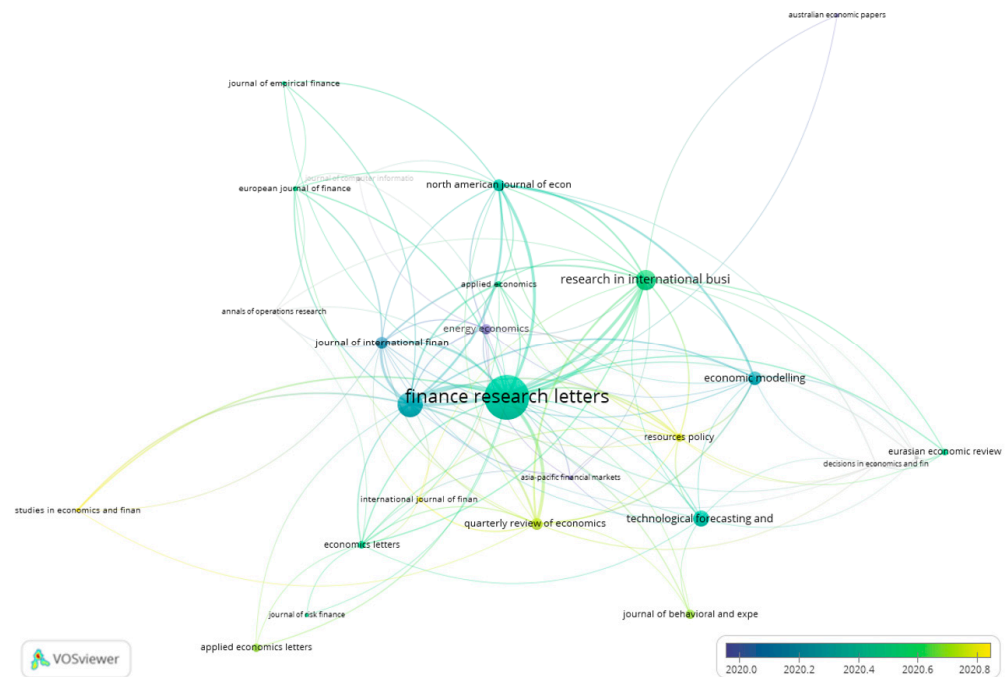 australian economic papers
journal of empirical finance
journal of computer informatio
european journal of finance
north american journal of econ
research in international busi
applied economics
annals of operations research
energy economics
journal of international finan
economic modelling
finance research letters
resources policy
eurasian economic review
decisions in economics and fin
asia-pacific financial markets
international journal of finan
studies in economics and finan
quarterly review of economics
technological forecasting and
economics letters
journal of risk finance
journal of behavioral and expe
applied economics letters
VOSviewer
2020.0 2020.2 2020.4 2020.6 2020.8